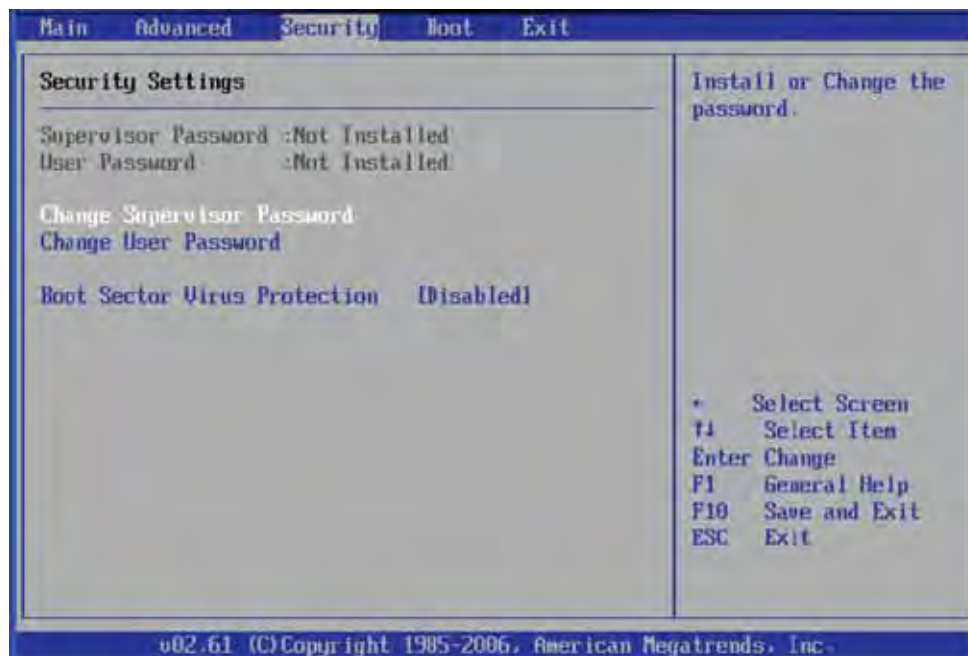 Main Advanced Security Boot Exit
Security Settings
Supervisor Password :Not Installed
User Password :Not Installed
Change Supervisor Password
Change User Password
Boot Sector Virus Protection [Disabled]
Install or Change the
password.
← Select Screen
↑↓ Select Item
Enter Change
F1 General Help
F10 Save and Exit
ESC Exit
v02.61 (C)Copyright 1985-2006, American Megatrends, Inc.